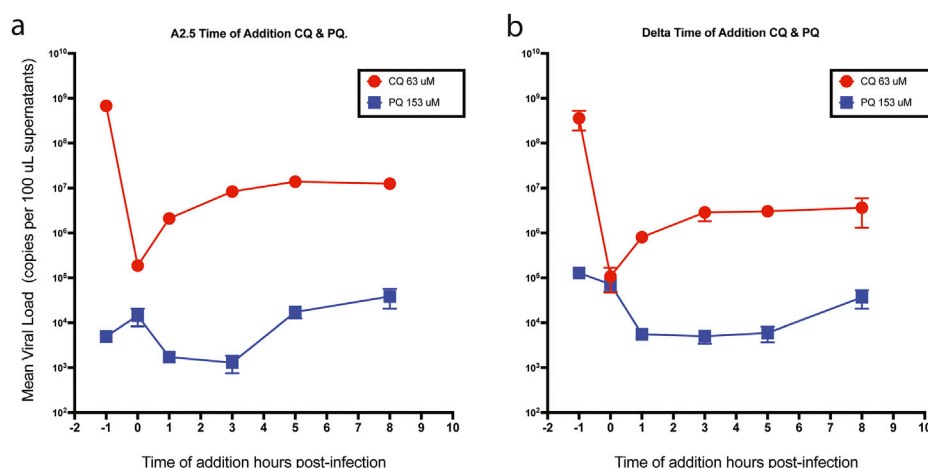 a
A2.5 Time of Addition CQ & PQ.
Mean Viral Load (copies per 100 uL supernatants)
10¹⁰
10⁹
10⁸
10⁷
10⁶
10⁵
10⁴
10³
10²
CQ 63 uM
PQ 153 uM
-2 -1 0 1 2 3 4 5 6 7 8 9 10
Time of addition hours post-infection
b
Delta Time of Addition CQ & PQ
10¹⁰
10⁹
10⁸
10⁷
10⁶
10⁵
10⁴
10³
10²
CQ 63 uM
PQ 153 uM
-2 -1 0 1 2 3 4 5 6 7 8 9 10
Time of addition hours post-infection